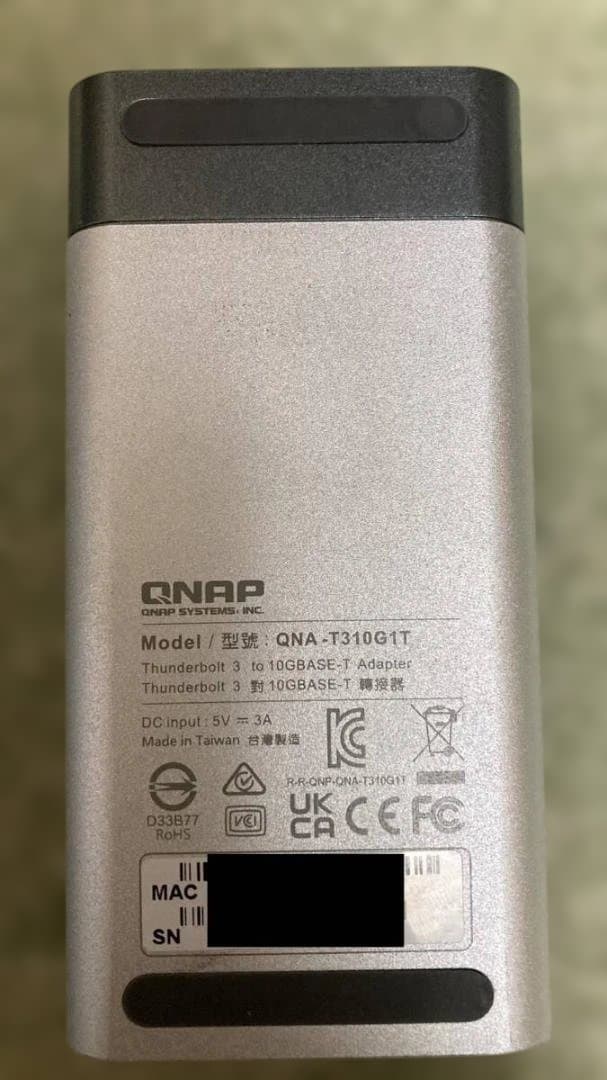 QNAP
QNAP SYSTEMS, INC.
Model / 型號 : QNA -T310G1T
Thunderbolt 3 to 10GBASE-T Adapter
Thunderbolt 3 對 10GBASE-T 轉接器
DC input : 5V ⎓ 3A
Made in Taiwan 台灣製造
R-R-QNP-QNA-T310G1T
D33B77
RoHS
VCI
UK
CA
CE
FC
MAC
SN